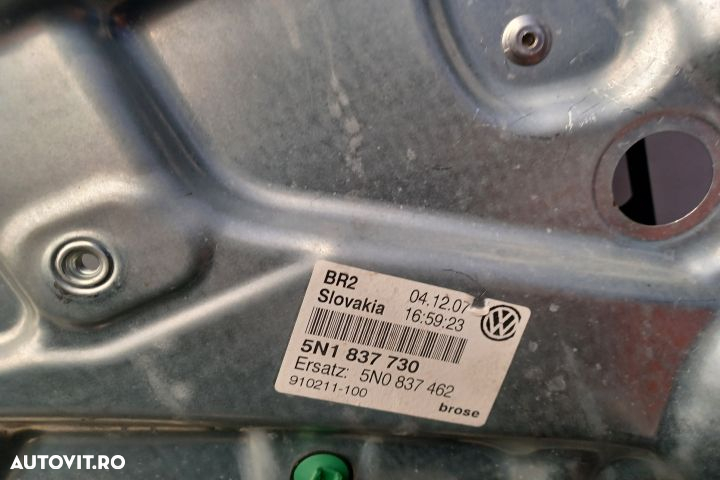 BR2 04.12.07
Slovakia 16:59:23
5N1 837 730
Ersatz: 5N0 837 462
910211-100
brose
AUTOVIT.RO